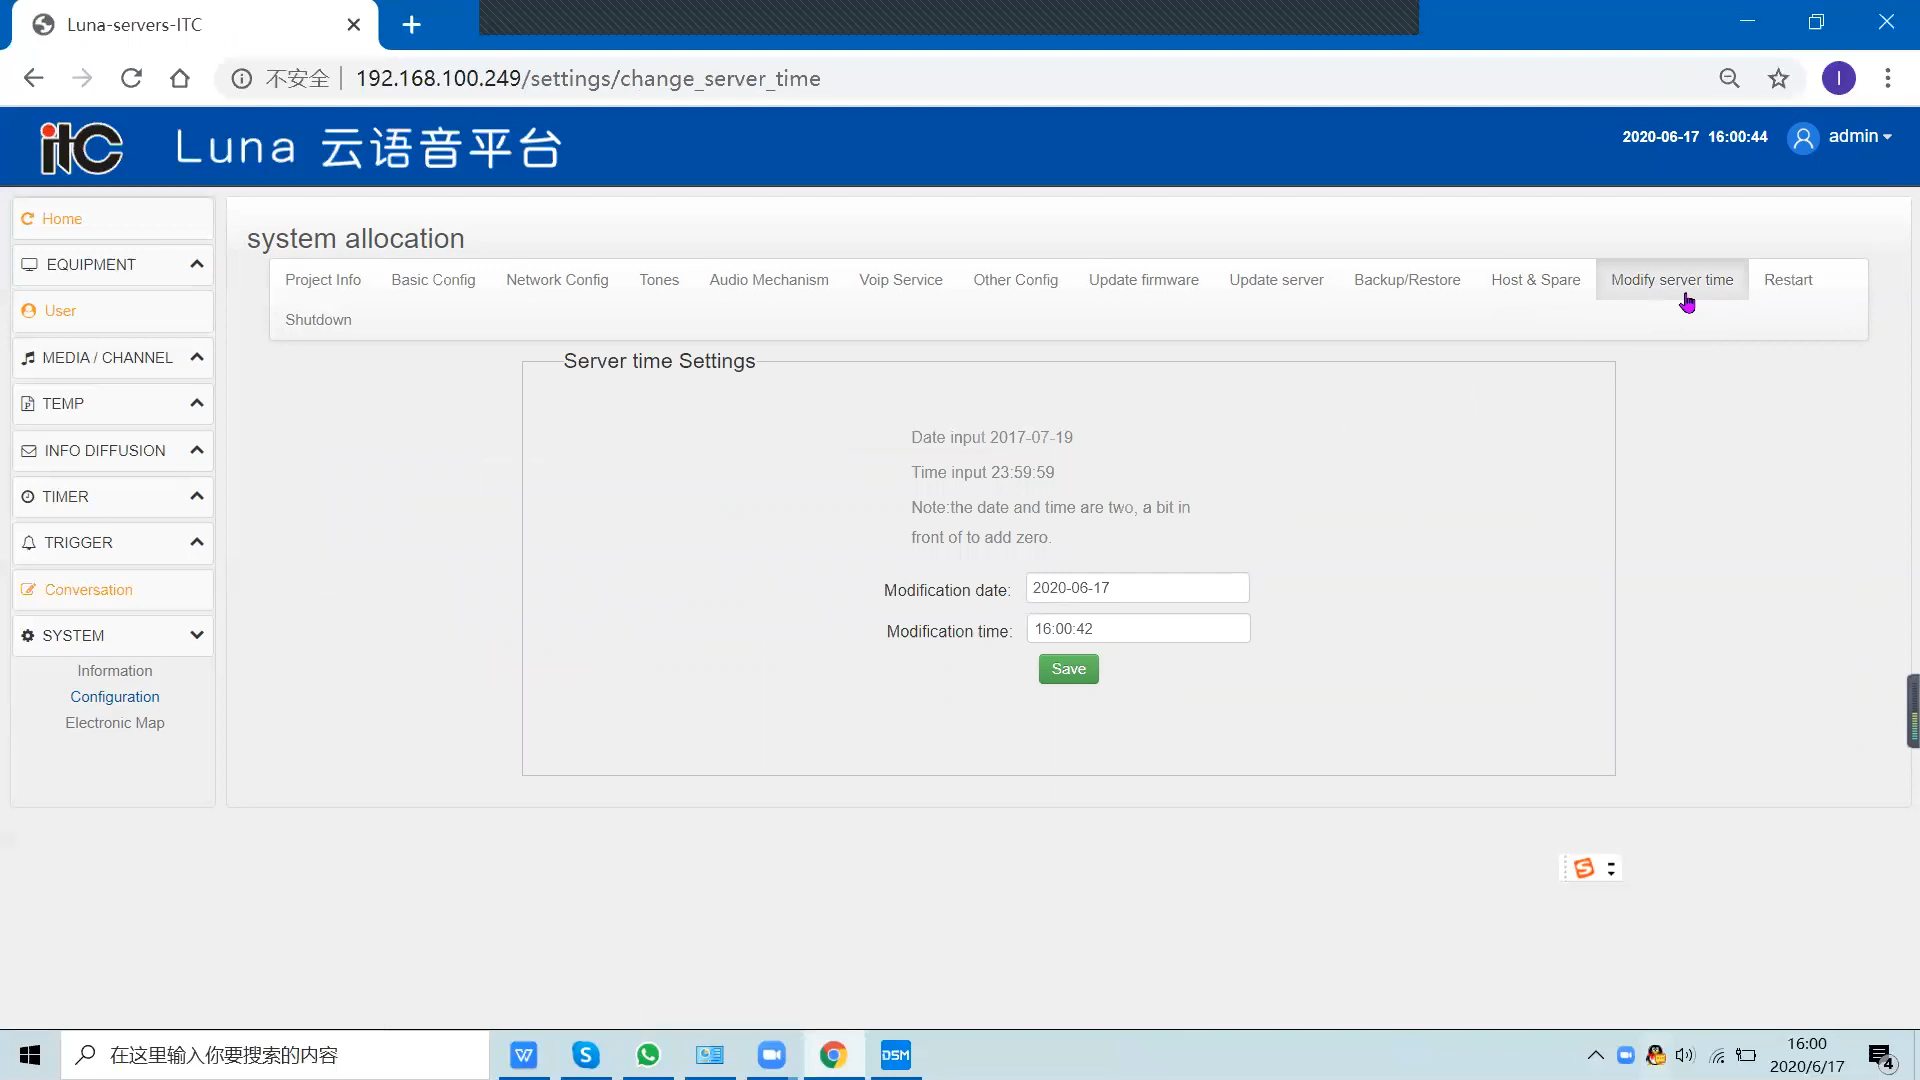 Luna-servers-ITC
不安全 192.168.100.249/settings/change_server_time
I
itc Luna 云语音平台
2020-06-17 16:00:44 admin
Home
EQUIPMENT
User
MEDIA / CHANNEL
TEMP
INFO DIFFUSION
TIMER
TRIGGER
Conversation
SYSTEM
Information
Configuration
Electronic Map
system allocation
Project Info Basic Config Network Config Tones Audio Mechanism Voip Service Other Config Update firmware Update server Backup/Restore Host & Spare Modify server time Restart
Shutdown
Server time Settings
Date input 2017-07-19
Time input 23:59:59
Note:the date and time are two, a bit in
front of to add zero.
Modification date: 2020-06-17
Modification time: 16:00:42
Save
S
在这里输入你要搜索的内容
W S DSM
16:00
2020/6/17
4